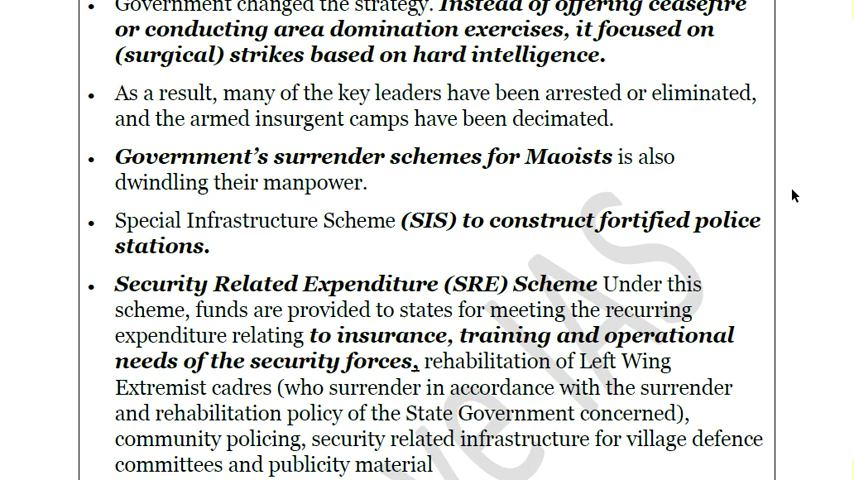 Government changed the strategy. Instead of offering ceasefire
or conducting area domination exercises, it focused on
(surgical) strikes based on hard intelligence.
As a result, many of the key leaders have been arrested or eliminated,
and the armed insurgent camps have been decimated.
Government's surrender schemes for Maoists is also
dwindling their manpower.
Special Infrastructure Scheme (SIS) to construct fortified police
stations.
Security Related Expenditure (SRE) Scheme Under this
scheme, funds are provided to states for meeting the recurring
expenditure relating to insurance, training and operational
needs of the security forces, rehabilitation of Left Wing
Extremist cadres (who surrender in accordance with the surrender
and rehabilitation policy of the State Government concerned),
community policing, security related infrastructure for village defence
committees and publicity material
ve IAS